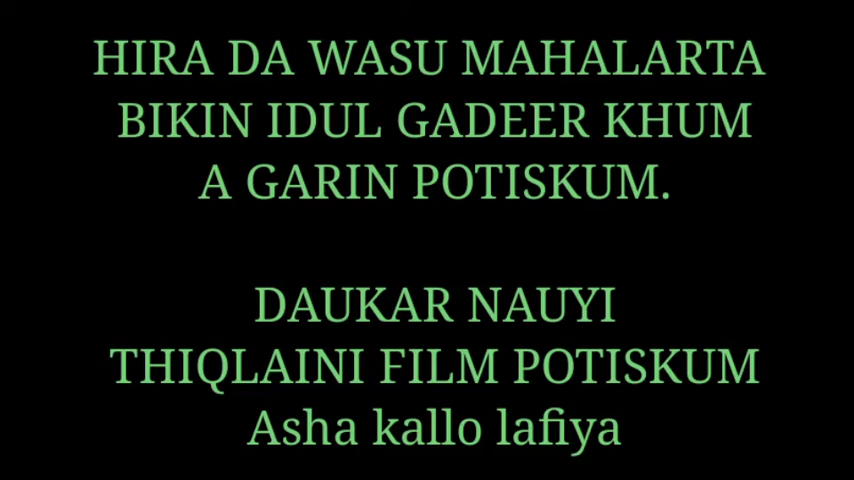 HIRA DA WASU MAHALARTA
BIKIN IDUL GADEER KHUM
A GARIN POTISKUM.
DAUKAR NAUYI
THIQLAINI FILM POTISKUM
Asha kallo lafiya